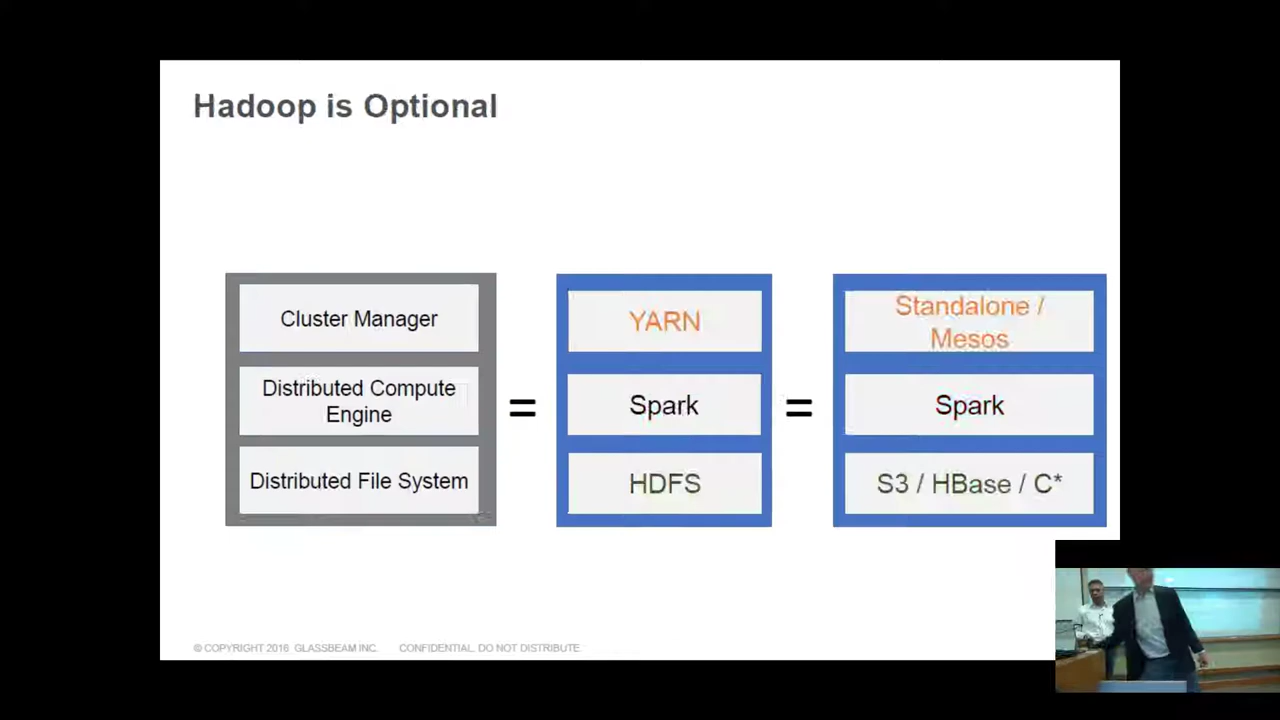 Hadoop is Optional
Cluster Manager
Distributed Compute
Engine
Distributed File System
=
YARN
Spark
HDFS
=
Standalone /
Mesos
Spark
S3 / HBase / C*
© COPYRIGHT 2016 GLASSBEAM INC. CONFIDENTIAL. DO NOT DISTRIBUTE